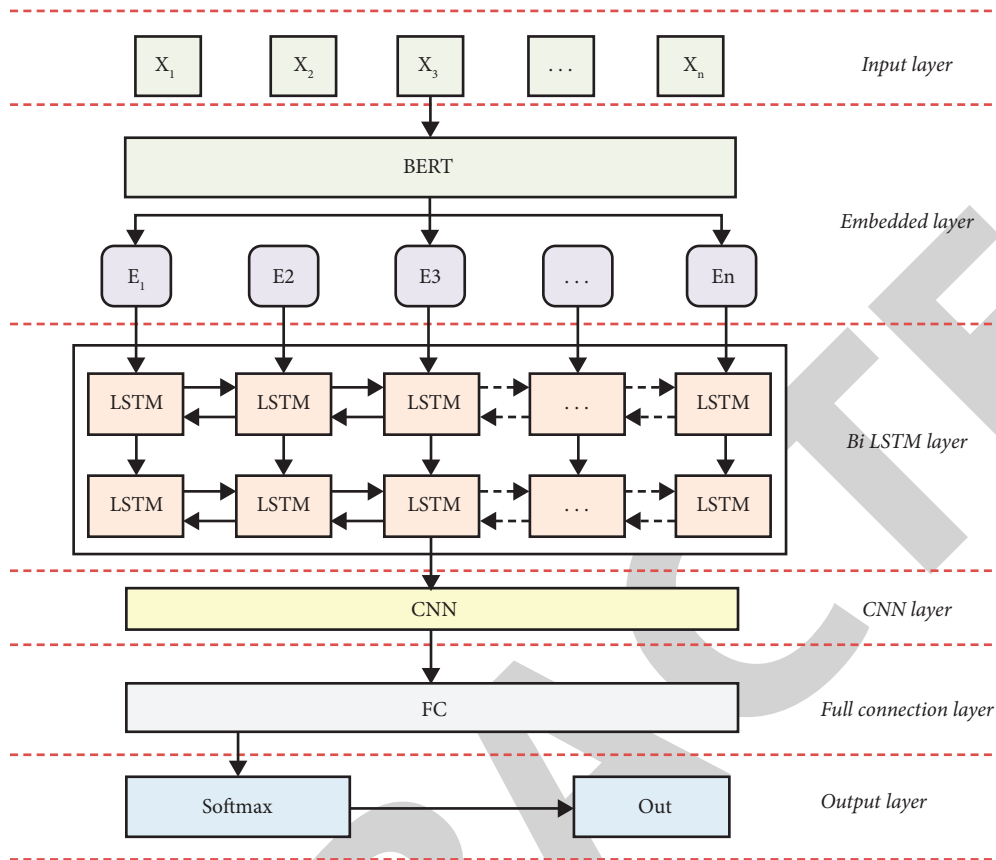 X₁ X₂ X₃ ... Xₙ Input layer
BERT
Embedded layer
E₁ E2 E3 ... En
LSTM LSTM LSTM ... LSTM
Bi LSTM layer
LSTM LSTM LSTM ... LSTM
CNN CNN layer
FC Full connection layer
Softmax Out Output layer